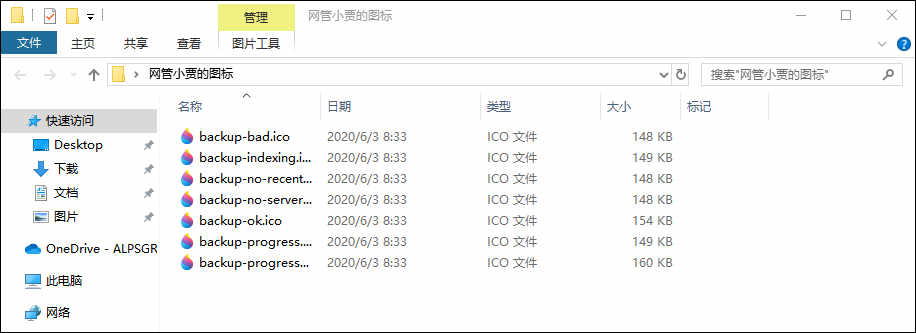 管理
网管小贾的图标
文件 主页 共享 查看 图片工具
网管小贾的图标
搜索"网管小贾的图标"
名称 日期 类型 大小 标记
快速访问
Desktop
下载
文档
图片
OneDrive - ALPSGR
此电脑
网络
backup-bad.ico 2020/6/3 8:33 ICO 文件 148 KB
backup-indexing.i... 2020/6/3 8:33 ICO 文件 149 KB
backup-no-recent... 2020/6/3 8:33 ICO 文件 148 KB
backup-no-server... 2020/6/3 8:33 ICO 文件 148 KB
backup-ok.ico 2020/6/3 8:33 ICO 文件 154 KB
backup-progress.... 2020/6/3 8:33 ICO 文件 149 KB
backup-progress... 2020/6/3 8:33 ICO 文件 160 KB